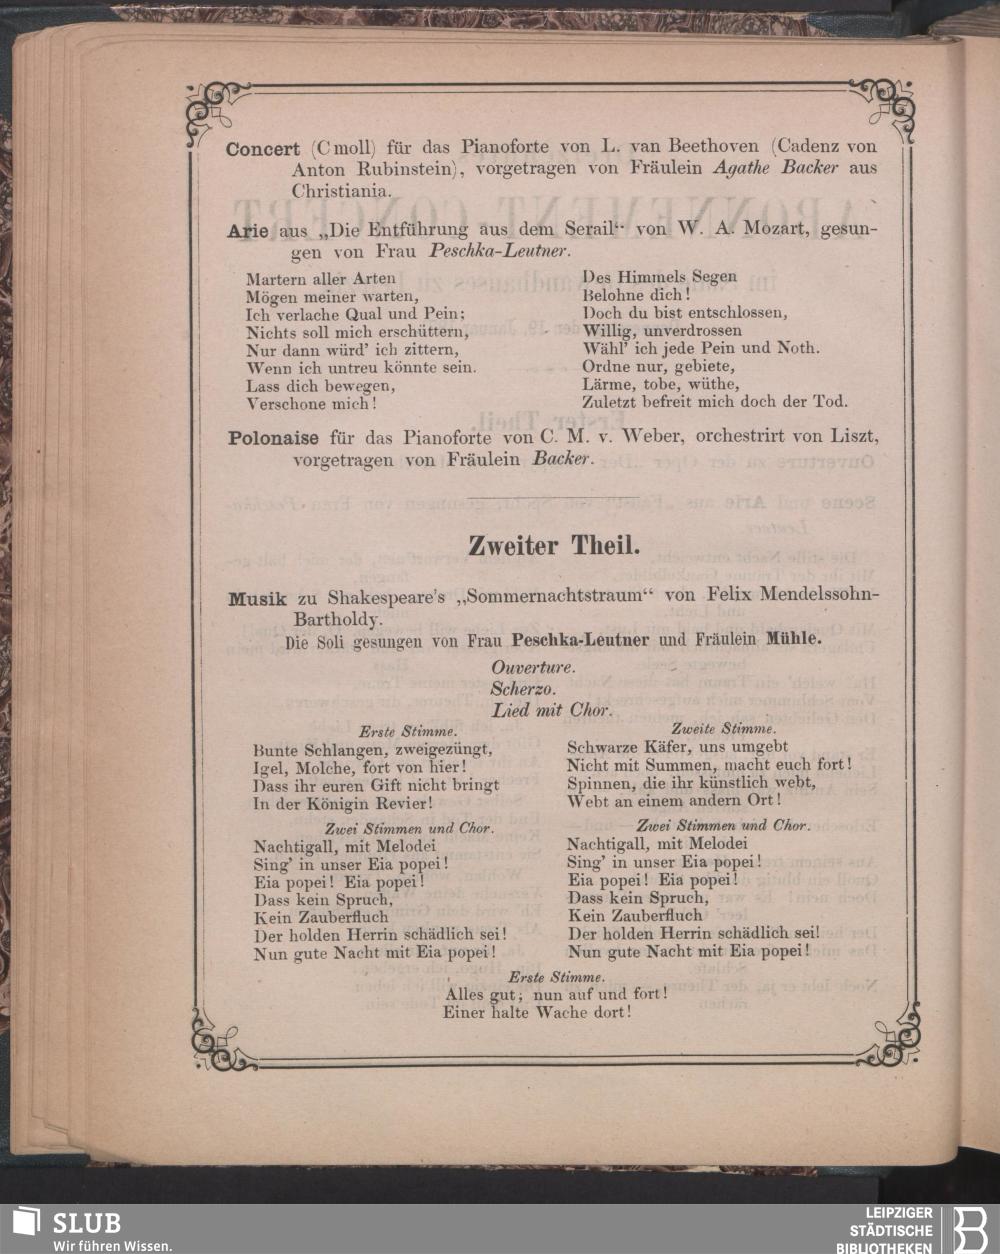 Concert (C moll) für das Pianoforte von L. van Beethoven (Cadenz von
Anton Rubinstein), vorgetragen von Fräulein Agathe Backer aus
Christiania.
Arie aus „Die Entführung aus dem Serail“ von W. A. Mozart, gesun-
gen von Frau Peschka-Leutner.
Martern aller Arten
Mögen meiner warten,
Ich verlache Qual und Pein;
Nichts soll mich erschüttern,
Nur dann würd' ich zittern,
Wenn ich untreu könnte sein.
Lass dich bewegen,
Verschone mich!
Des Himmels Segen
Belohne dich!
Doch du bist entschlossen,
Willig, unverdrossen
Wähl' ich jede Pein und Noth.
Ordne nur, gebiete,
Lärme, tobe, wüthe,
Zuletzt befreit mich doch der Tod.
Polonaise für das Pianoforte von C. M. v. Weber, orchestrirt von Liszt,
vorgetragen von Fräulein Backer.
Zweiter Theil.
Musik zu Shakespeare's „Sommernachtstraum“ von Felix Mendelssohn-
Bartholdy.
Die Soli gesungen von Frau Peschka-Leutner und Fräulein Mühle.
Ouverture.
Scherzo.
Lied mit Chor.
Erste Stimme.
Bunte Schlangen, zweigezüngt,
Igel, Molche, fort von hier!
Dass ihr euren Gift nicht bringt
In der Königin Revier!
Zwei Stimmen und Chor.
Nachtigall, mit Melodei
Sing' in unser Eia popei!
Eia popei! Eia popei!
Dass kein Spruch,
Kein Zauberfluch
Der holden Herrin schädlich sei!
Nun gute Nacht mit Eia popei!
Zweite Stimme.
Schwarze Käfer, uns umgebt
Nicht mit Summen, macht euch fort!
Spinnen, die ihr künstlich webt,
Webt an einem andern Ort!
Zwei Stimmen und Chor.
Nachtigall, mit Melodei
Sing' in unser Eia popei!
Eia popei! Eia popei!
Dass kein Spruch,
Kein Zauberfluch
Der holden Herrin schädlich sei!
Nun gute Nacht mit Eia popei!
Erste Stimme.
Alles gut; nun auf und fort!
Einer halte Wache dort!
SLUB
Wir führen Wissen.
LEIPZIGER
STÄDTISCHE
BIBLIOTHEKEN